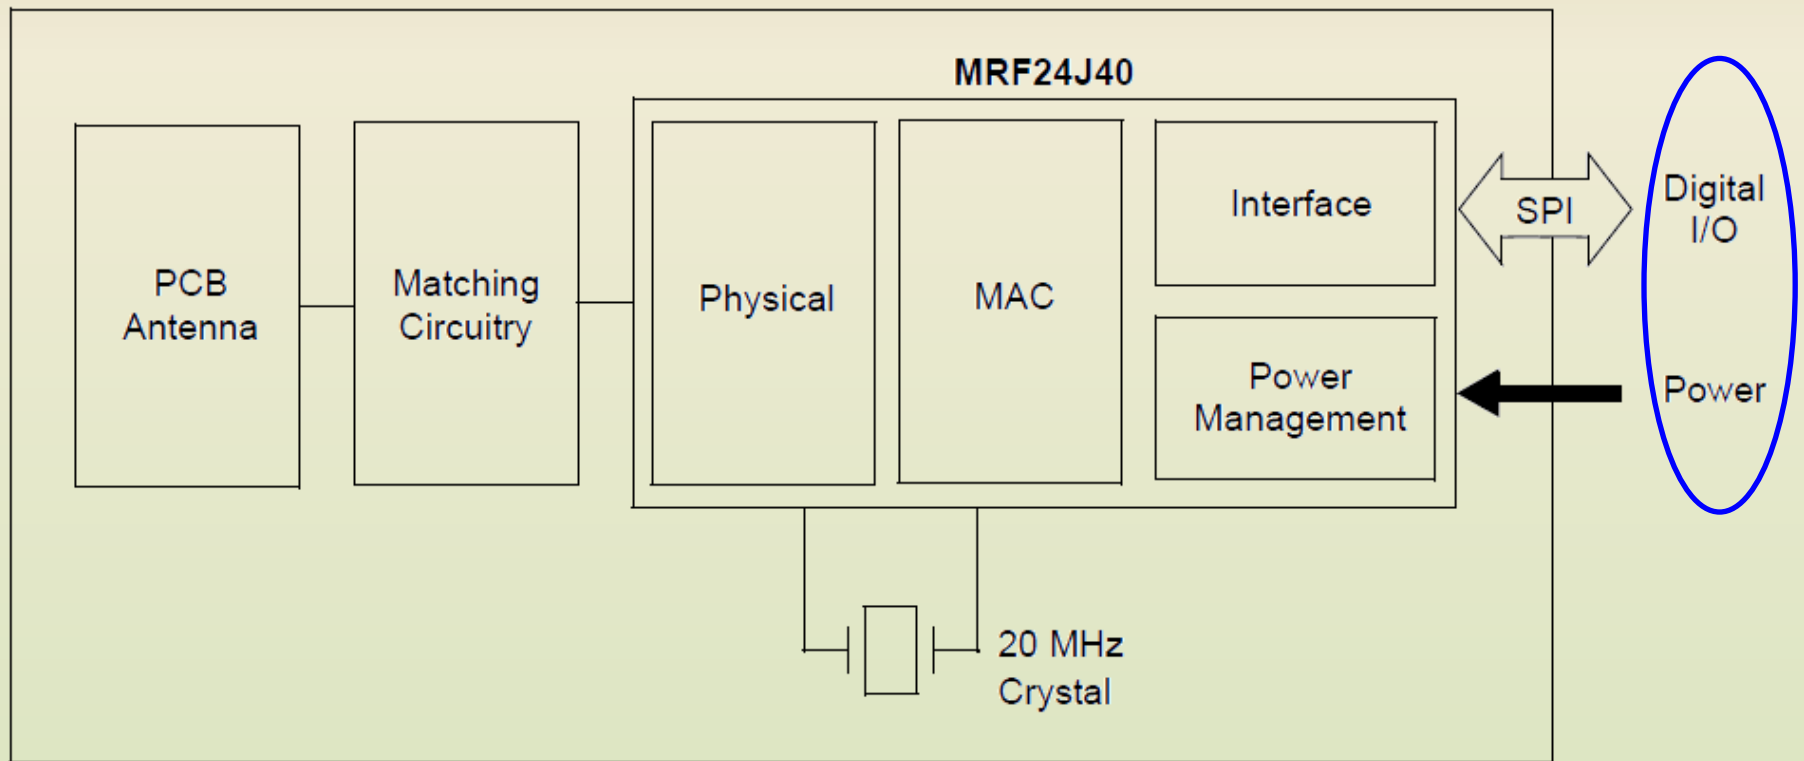 MRF24J40
PCB
Antenna
Matching
Circuitry
Physical
MAC
Interface
Power
Management
SPI
Digital
I/O
Power
20 MHz
Crystal